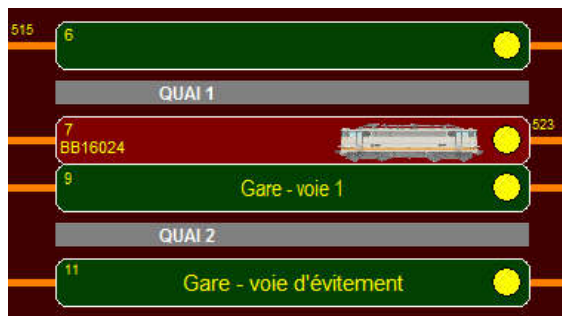 515
6
QUAI 1
7
523
BB16024
9
Gare - voie 1
QUAI 2
11
Gare - voie d'évitement